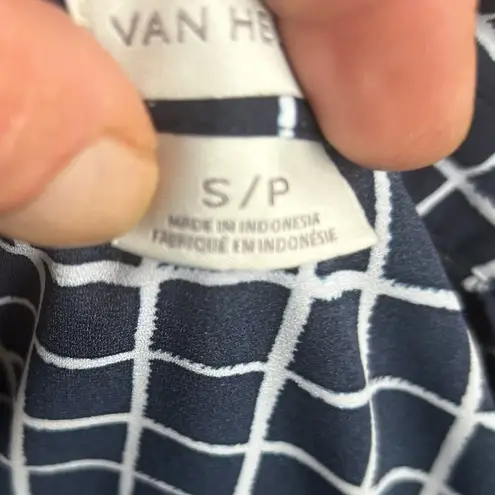 VAN HE
S/P
MADE IN INDONESIA
FABRIQUÉ EN INDONÉSIE